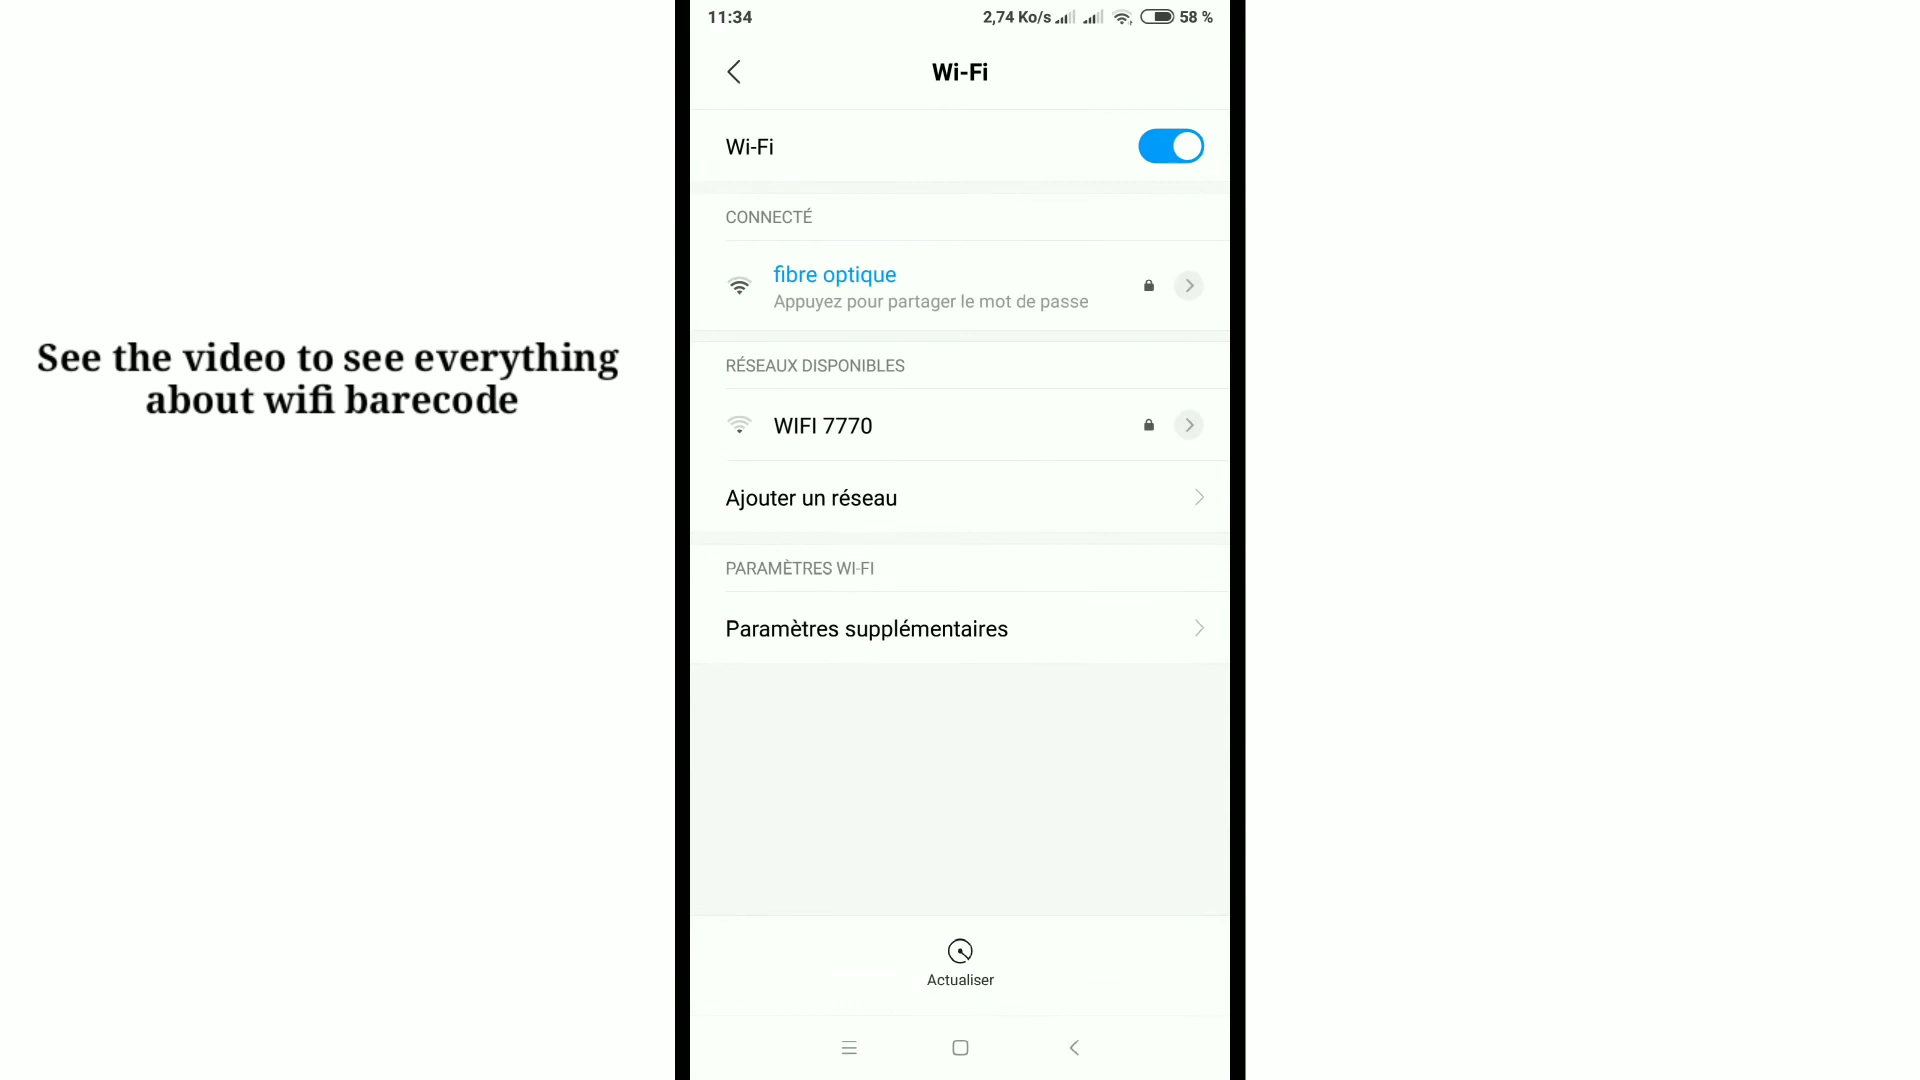 11:34 2,74 Ko/s 58 %
Wi-Fi
Wi-Fi
CONNECTÉ
fibre optique
Appuyez pour partager le mot de passe
RÉSEAUX DISPONIBLES
WIFI 7770
Ajouter un réseau
PARAMÈTRES WI-FI
Paramètres supplémentaires
Actualiser
See the video to see everything
about wifi barecode